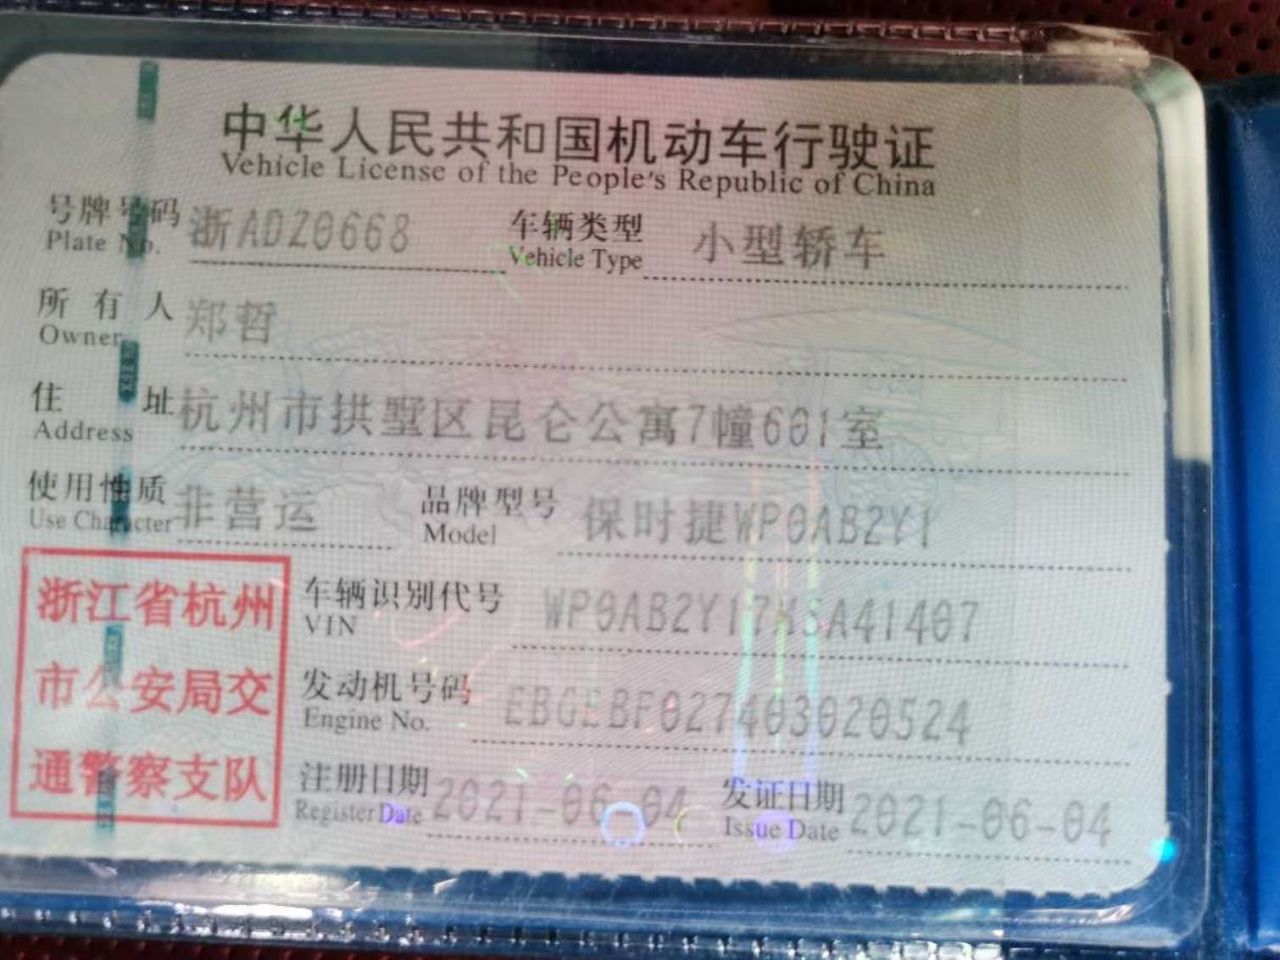 中华人民共和国机动车行驶证
Vehicle License of the People's Republic of China
号牌号码 浙ADZ0668 车辆类型 小型轿车
Plate No. Vehicle Type
所有人 郑哲
Owner
住址 杭州市拱墅区昆仑公寓7幢601室
Address
使用性质 非营运 品牌型号 保时捷WP0AB2Y1
Use Character Model
浙江省杭州
市公安局交
通警察支队
车辆识别代号 WP0AB2Y17KSA41407
VIN
发动机号码
Engine No.
注册日期 2021-06-04 发证日期 2021-06-04
Register Date Issue Date